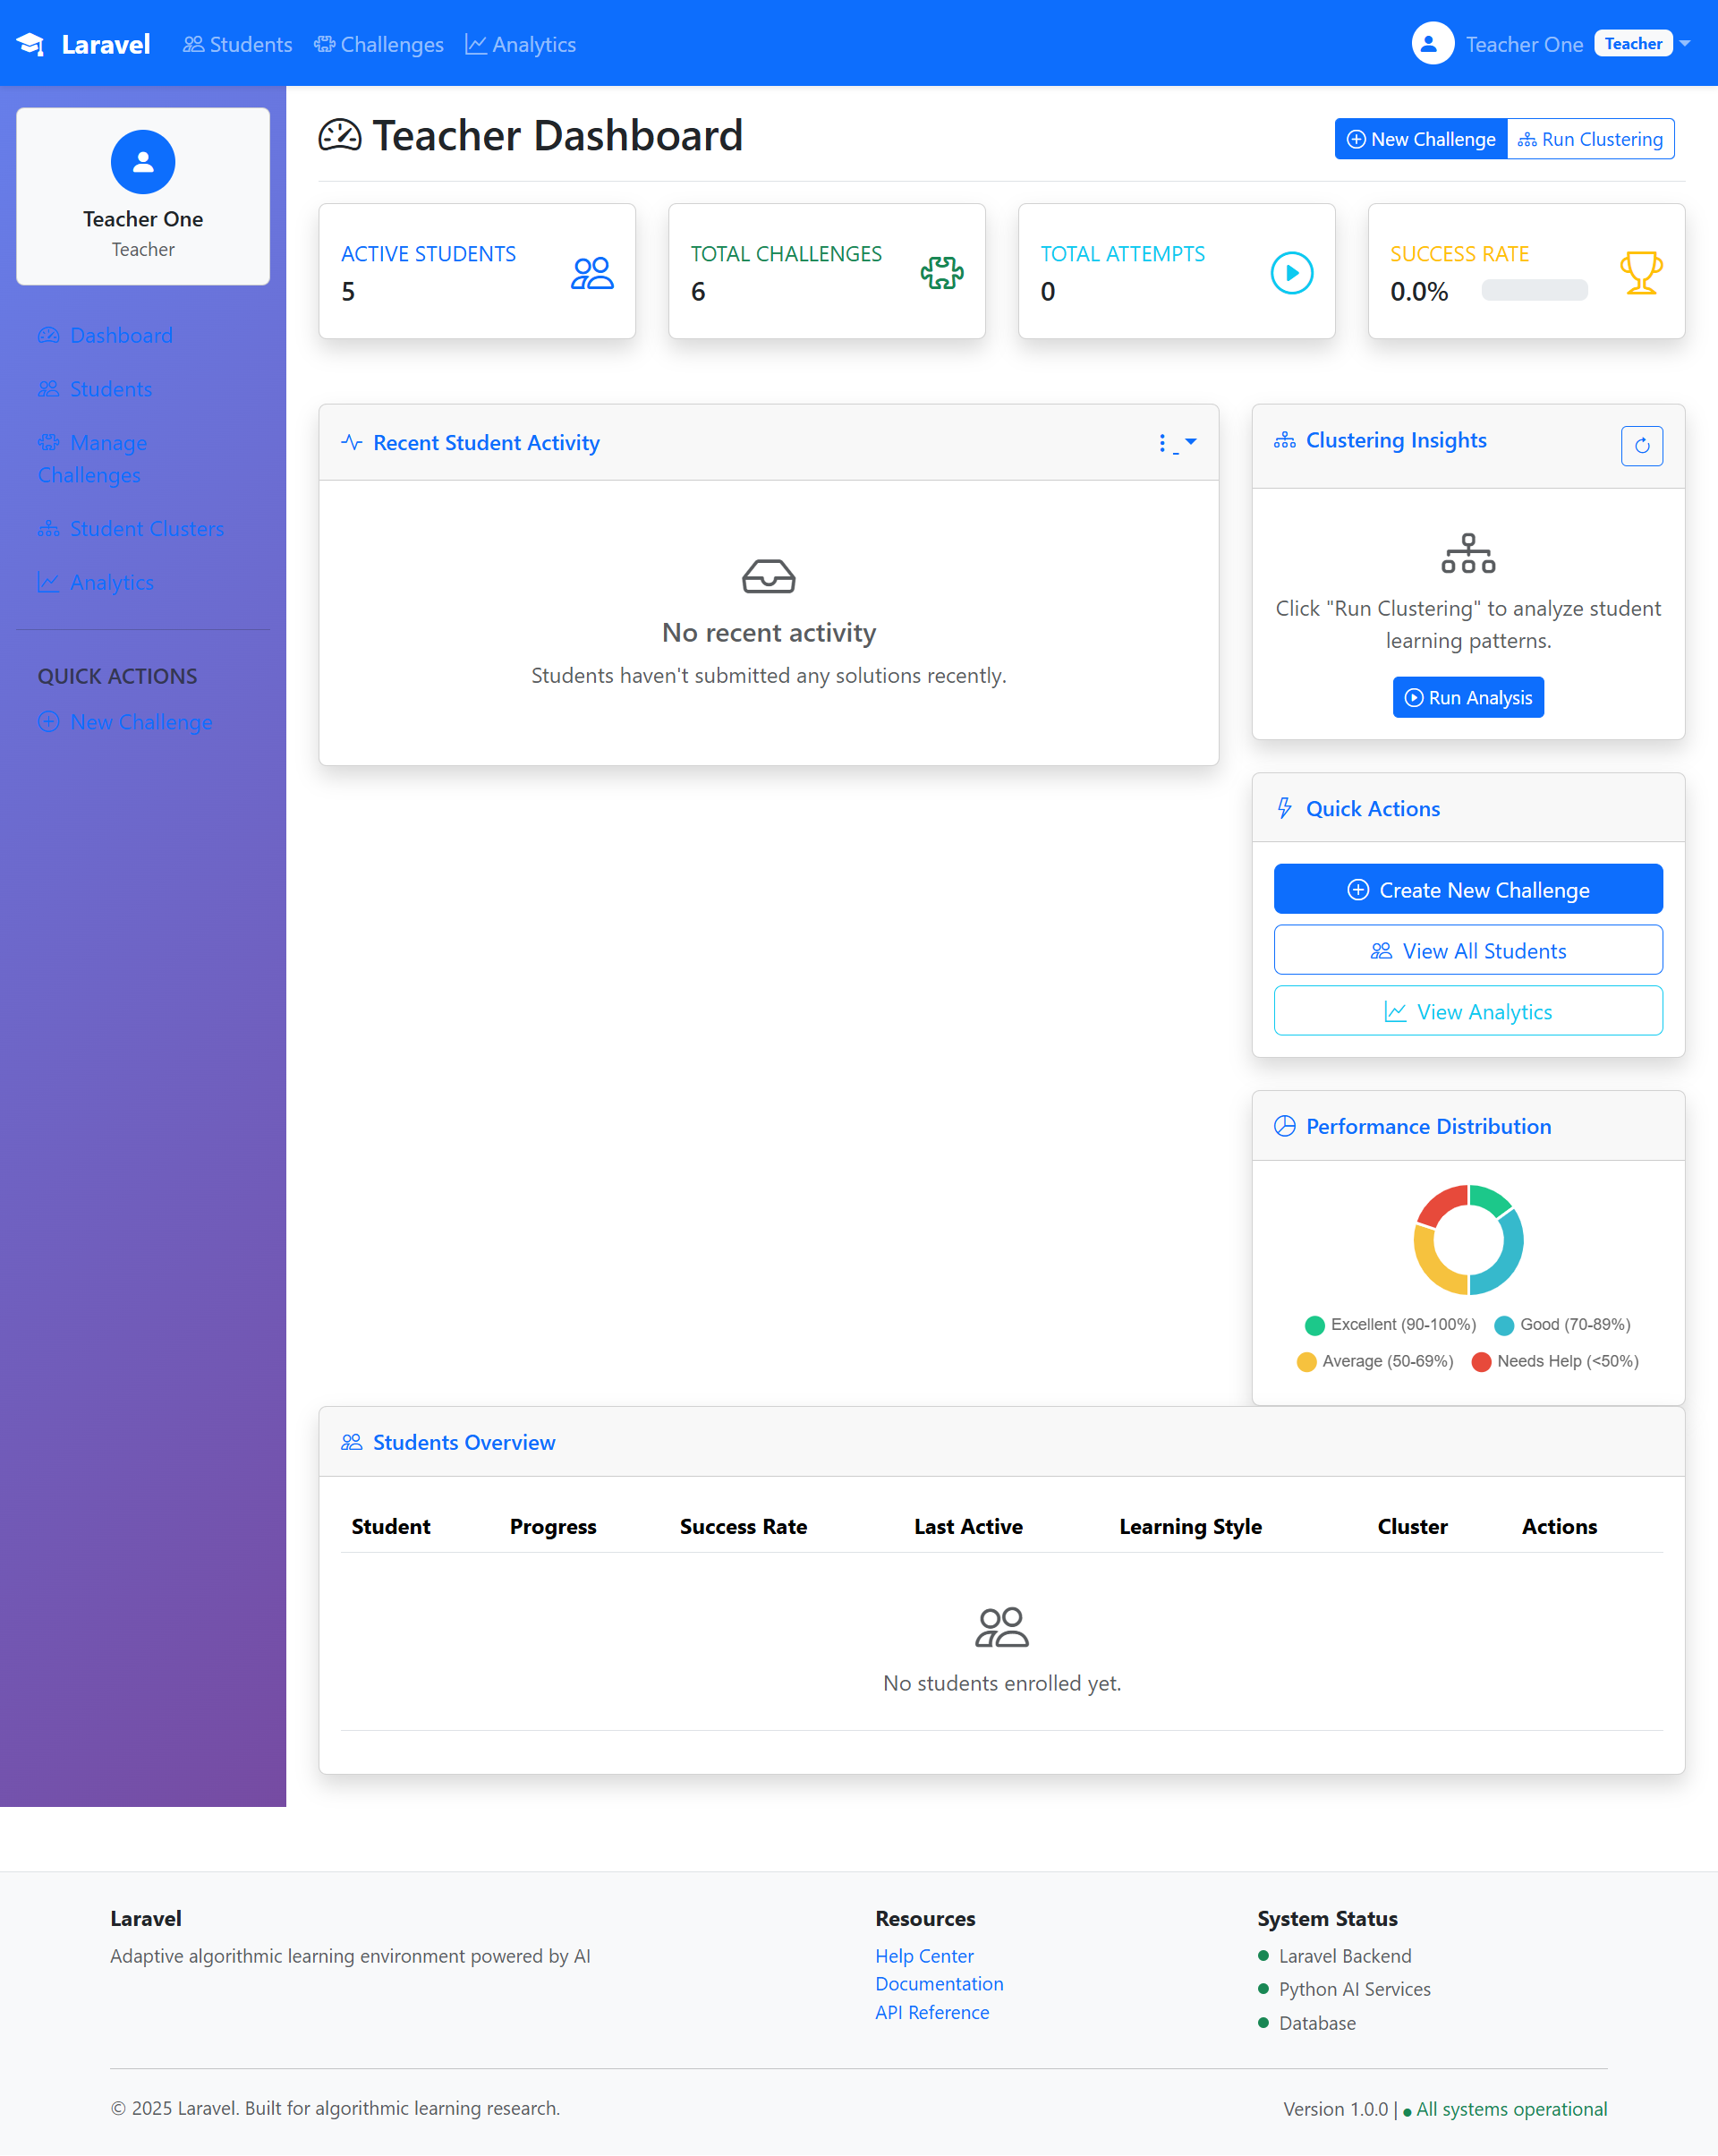 Laravel Students Challenges Analytics Teacher One Teacher
Teacher One
Teacher
Dashboard
Students
Manage
Challenges
Student Clusters
Analytics
QUICK ACTIONS
New Challenge
Teacher Dashboard
New Challenge Run Clustering
ACTIVE STUDENTS
5
TOTAL CHALLENGES
6
TOTAL ATTEMPTS
0
SUCCESS RATE
0.0%
Recent Student Activity
No recent activity
Students haven't submitted any solutions recently.
Clustering Insights
Click "Run Clustering" to analyze student
learning patterns.
Run Analysis
Quick Actions
Create New Challenge
View All Students
View Analytics
Performance Distribution
Excellent (90-100%) Good (70-89%)
Average (50-69%) Needs Help (<50%)
Students Overview
Student Progress Success Rate Last Active Learning Style Cluster Actions
No students enrolled yet.
Laravel
Adaptive algorithmic learning environment powered by AI
Resources
Help Center
Documentation
API Reference
System Status
Laravel Backend
Python AI Services
Database
© 2025 Laravel. Built for algorithmic learning research.
Version 1.0.0 | All systems operational